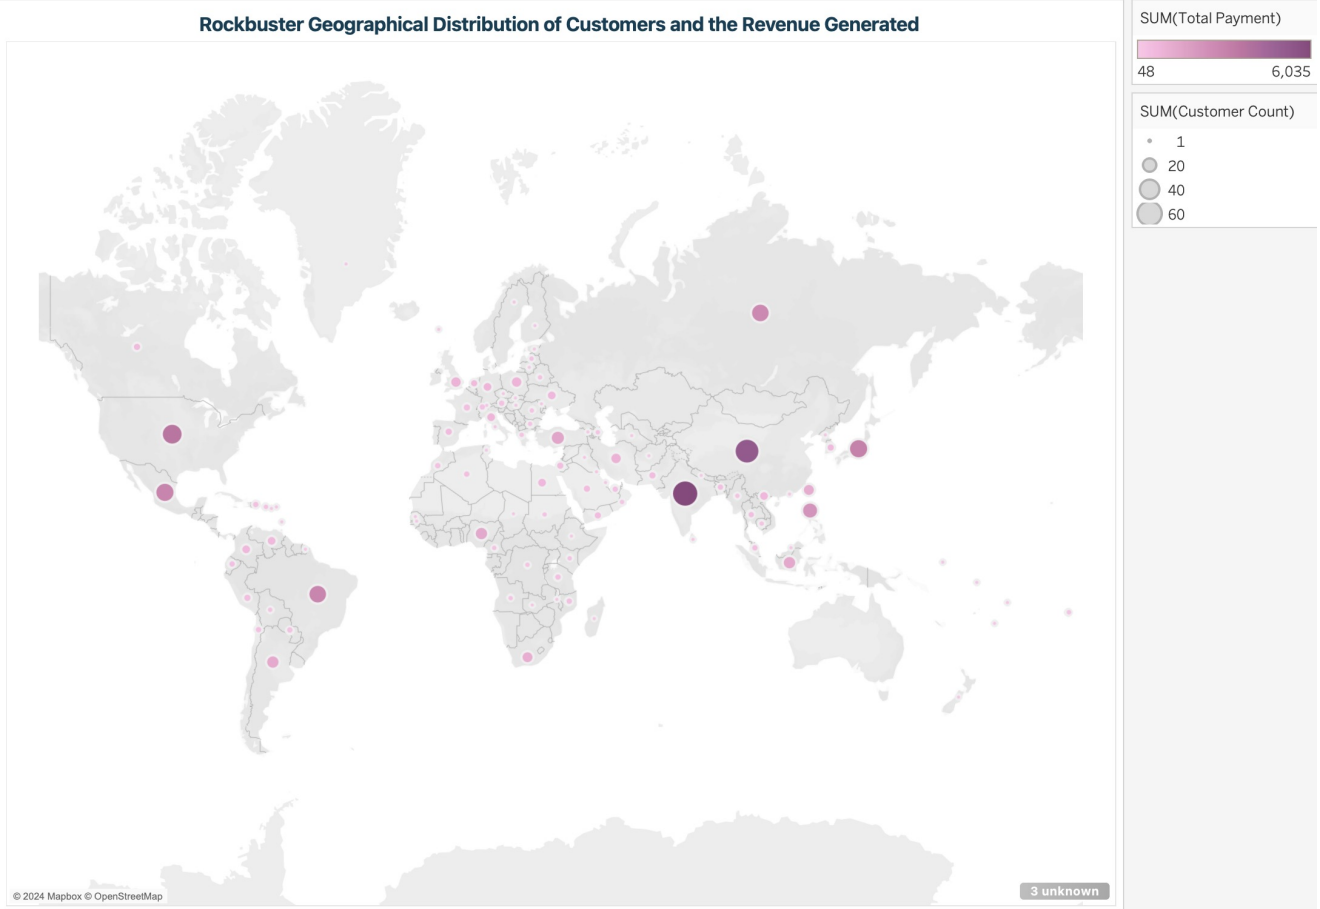 Rockbuster Geographical Distribution of Customers and the Revenue Generated
SUM(Total Payment)
48 6,035
SUM(Customer Count)
1
20
40
60
© 2024 Mapbox © OpenStreetMap
3 unknown